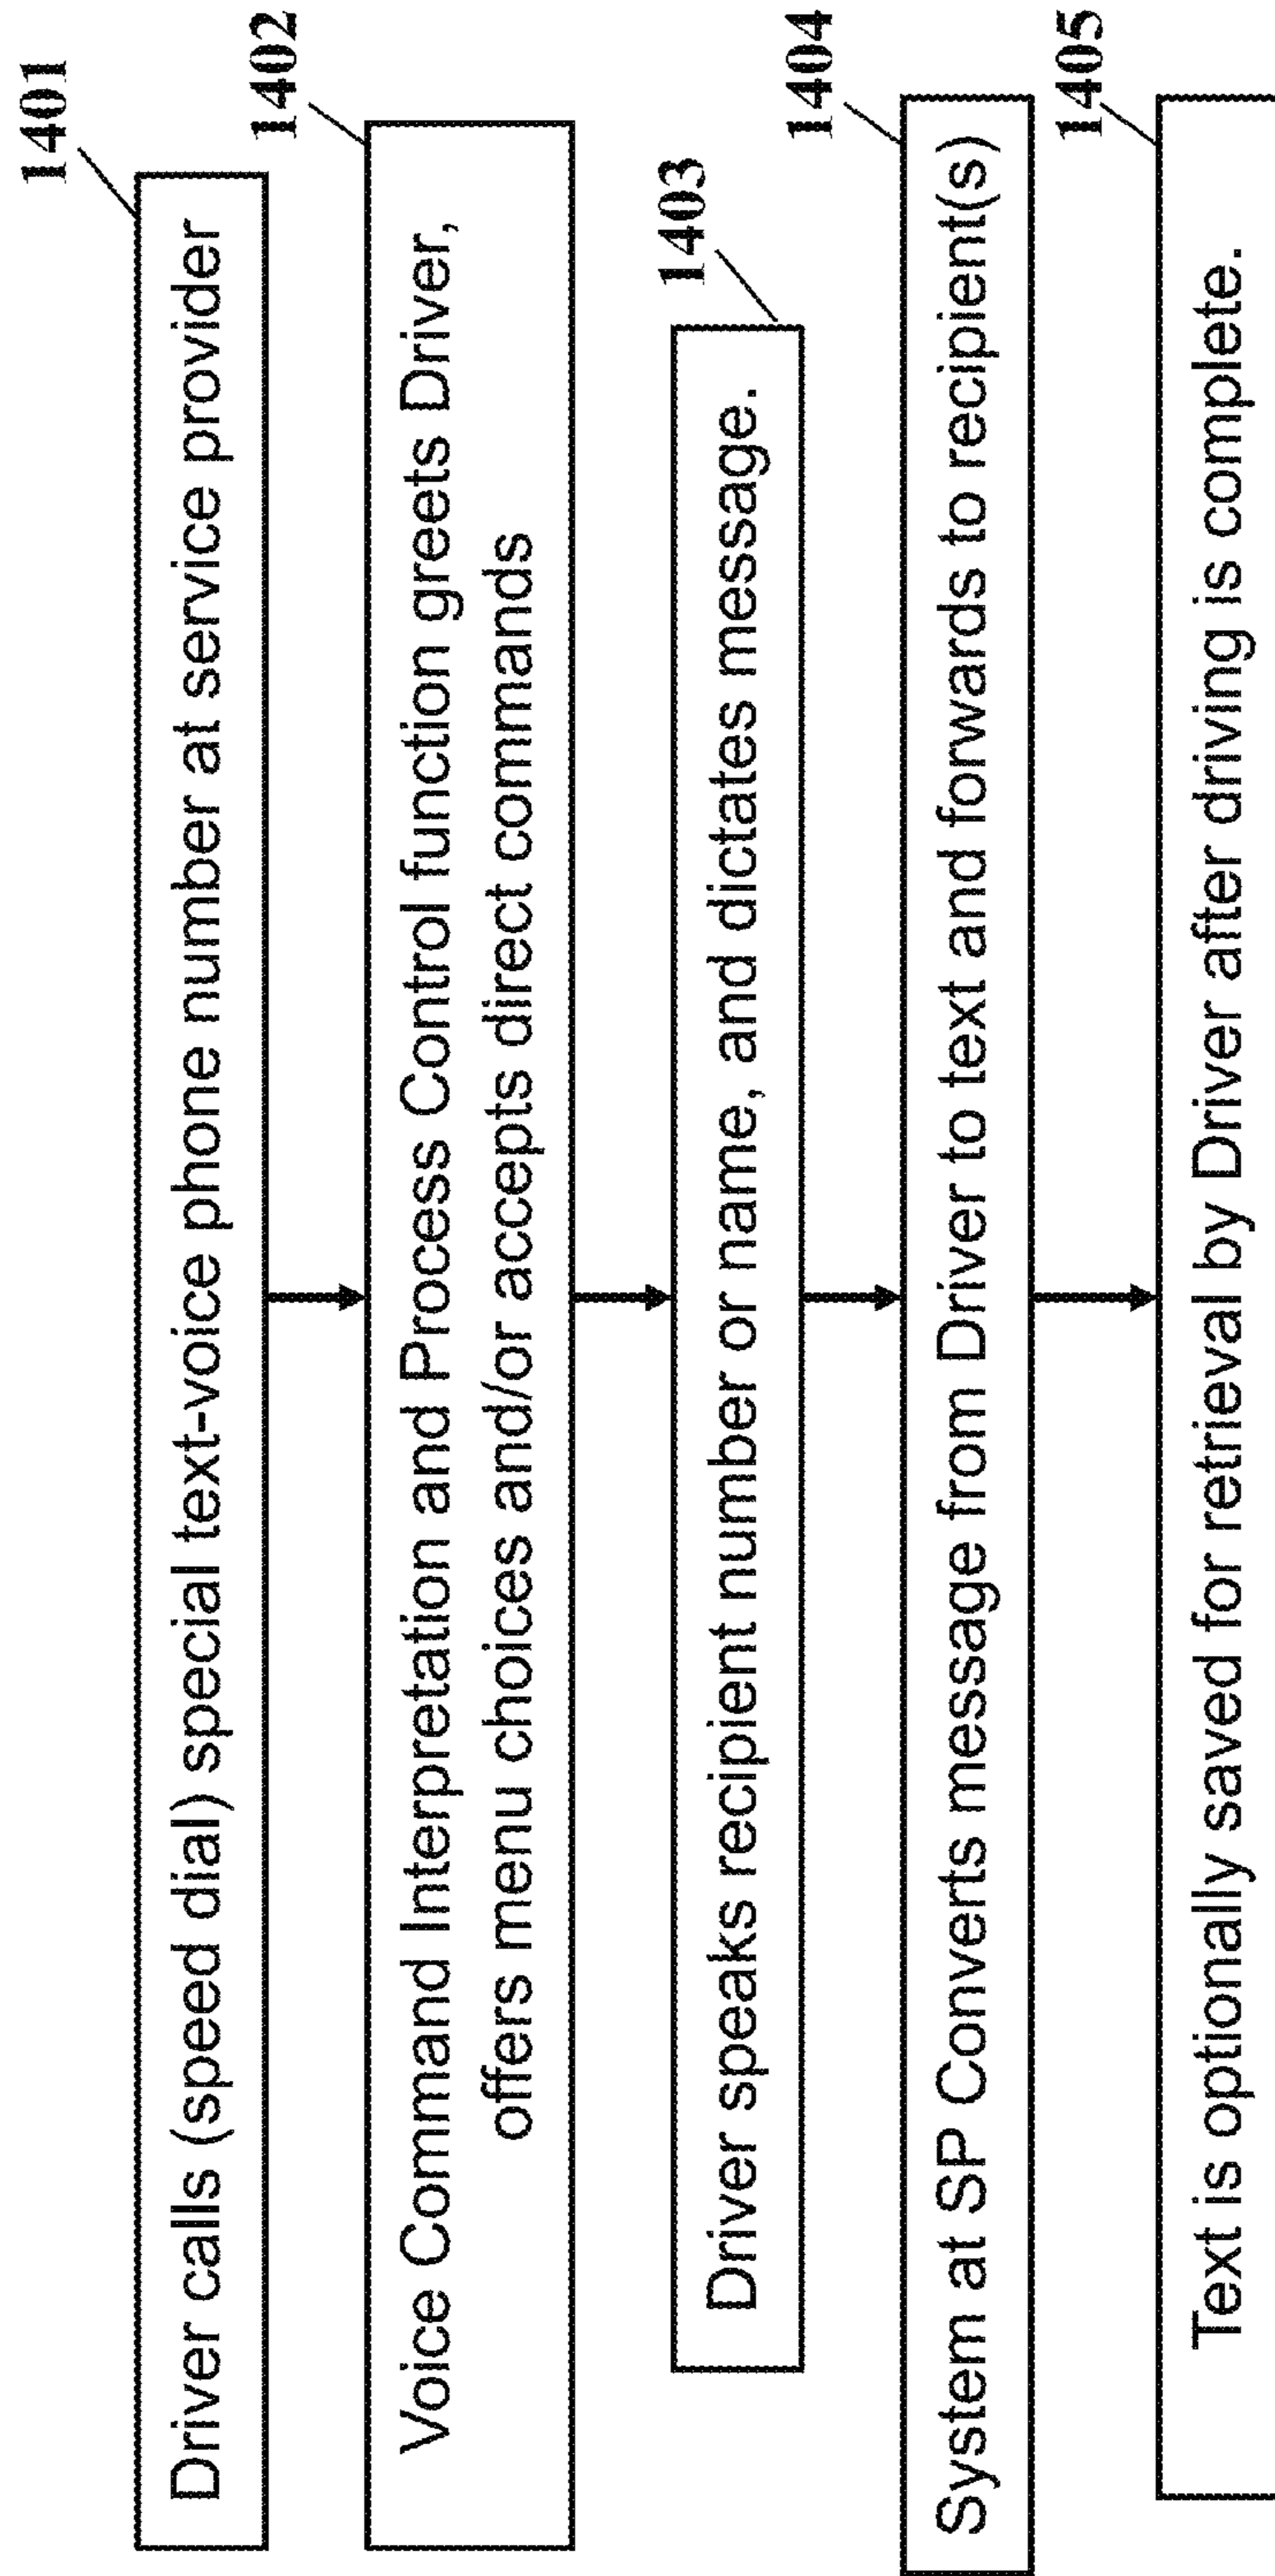 1401
Driver calls (speed dial) special text-voice phone number at service provider
1402
Voice Command Interpretation and Process Control function greets Driver,
offers menu choices and/or accepts direct commands
1403
Driver speaks recipient number or name, and dictates message.
1404
System at SP Converts message from Driver to text and forwards to recipient(s)
1405
Text is optionally saved for retrieval by Driver after driving is complete.